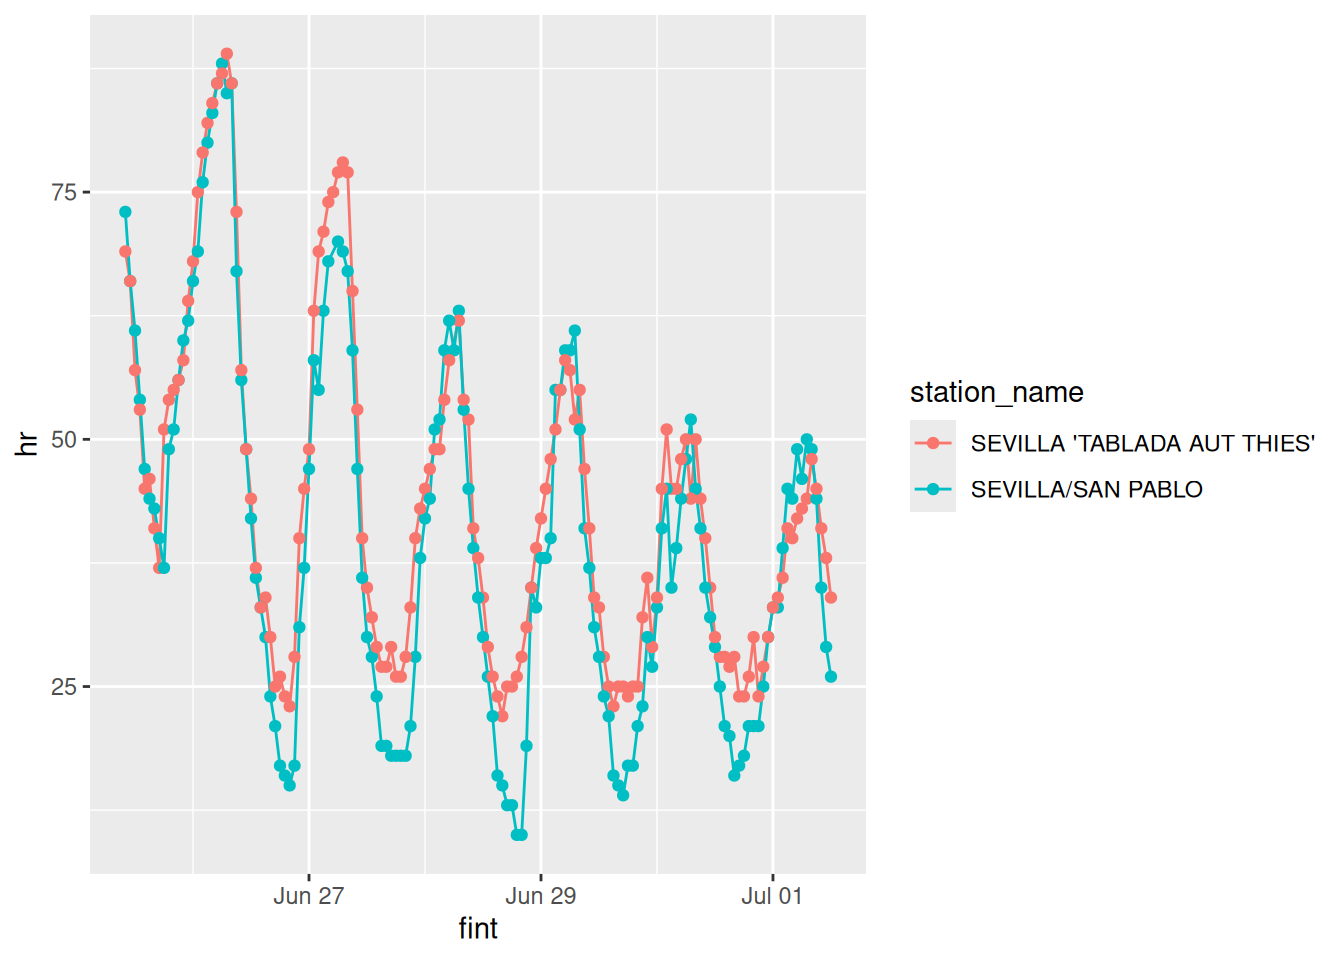 hr
75
50
25
Jun 27
Jun 29
Jul 01
fint
station_name
SEVILLA 'TABLADA AUT THIES'
SEVILLA/SAN PABLO